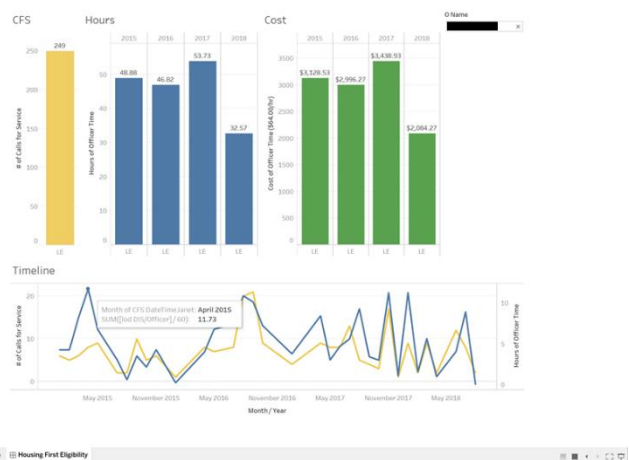 CFS
Hours
Cost
O Name
×
2015 2016 2017 2018
2015 2016 2017 2018
# of Calls for Service
250
200
150
100
50
0
249
LE
Hours of Officer Time
50
40
30
20
10
0
48.88
46.82
53.73
32.57
LE LE LE LE
Cost of Officer Time ($64.00/hr)
3500
3000
2500
2000
1500
1000
500
0
$3,128.53
$2,996.27
$3,438.93
$2,084.27
LE LE LE LE
Timeline
# of Calls for Service
20
10
0
Month of CFS DateTimeJanet: April 2015
SUM([Iod DIS/Officer]/60): 11.73
Hours of Officer Time
10
5
0
May 2015 November 2015 May 2016 November 2016 May 2017 November 2017 May 2018
Month / Year
Housing First Eligibility